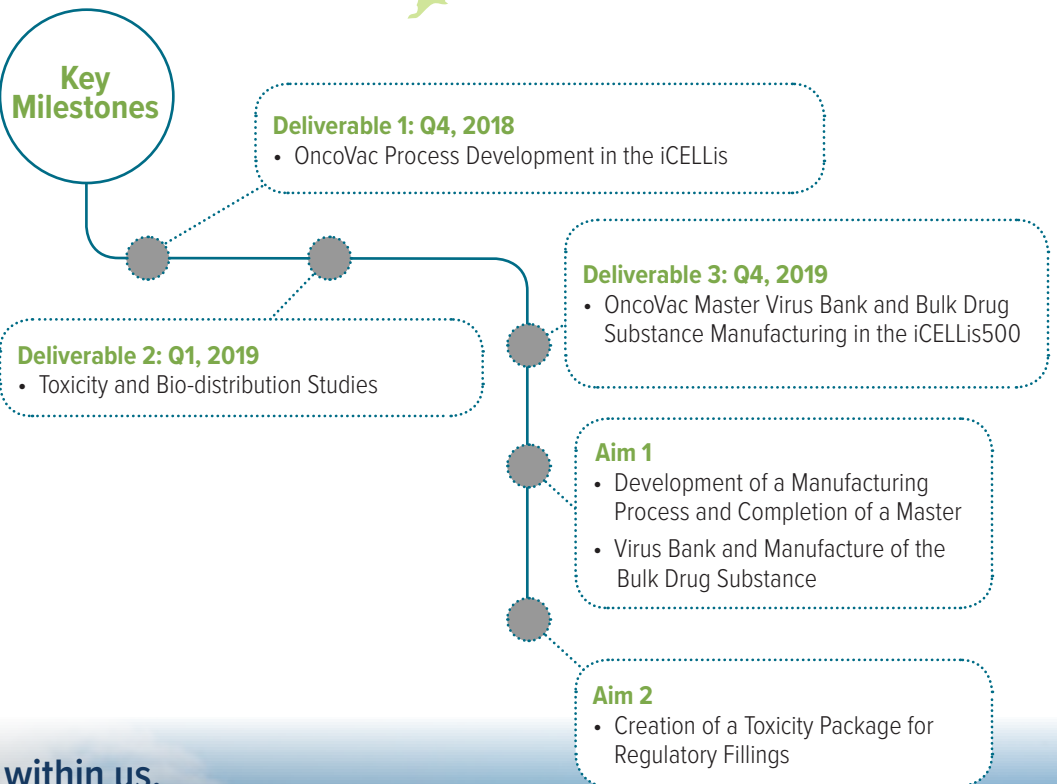 Key
Milestones
Deliverable 1: Q4, 2018
• OncoVac Process Development in the iCELLis
Deliverable 2: Q1, 2019
• Toxicity and Bio-distribution Studies
Deliverable 3: Q4, 2019
• OncoVac Master Virus Bank and Bulk Drug
Substance Manufacturing in the iCELLis500
Aim 1
• Development of a Manufacturing
Process and Completion of a Master
• Virus Bank and Manufacture of the
Bulk Drug Substance
Aim 2
• Creation of a Toxicity Package for
Regulatory Fillings
within us.